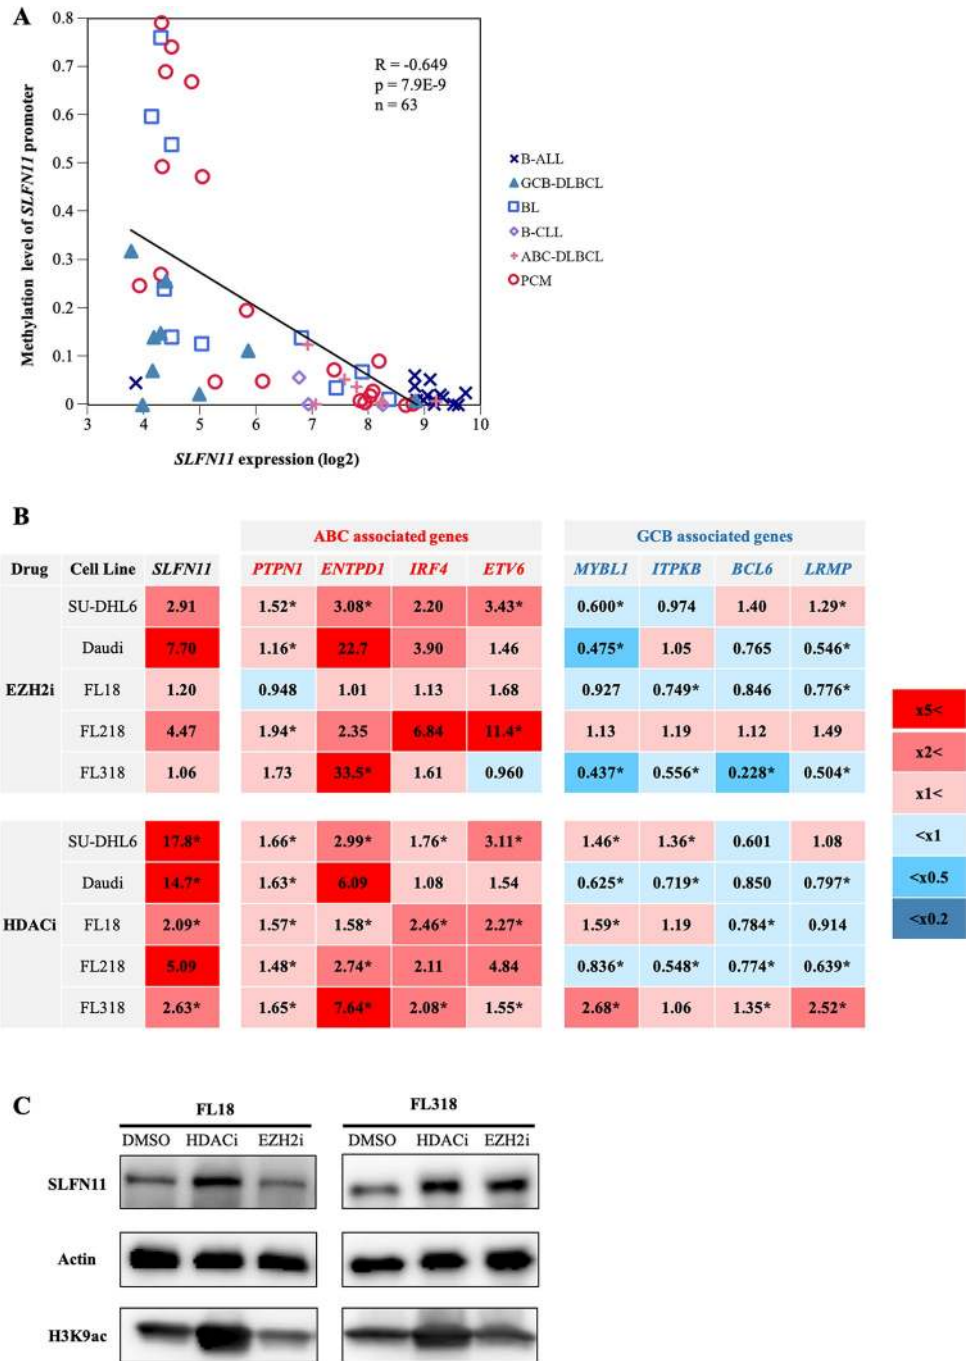 A
Methylation level of SLFN11 promoter
0.8
0.7
0.6
0.5
0.4
0.3
0.2
0.1
0
3 4 5 6 7 8 9 10
SLFN11 expression (log2)
R = -0.649
p = 7.9E-9
n = 63
B-ALL
GCB-DLBCL
BL
B-CLL
ABC-DLBCL
PCM
B
ABC associated genes GCB associated genes
Drug Cell Line SLFN11 PTPN1 ENTPD1 IRF4 ETV6 MYBL1 ITPKB BCL6 LRMP
EZH2i
SU-DHL6 2.91 1.52* 3.08* 2.20 3.43* 0.600* 0.974 1.40 1.29*
Daudi 7.70 1.16* 22.7 3.90 1.46 0.475* 1.05 0.765 0.546*
FL18 1.20 0.948 1.01 1.13 1.68 0.927 0.749* 0.846 0.776*
FL218 4.47 1.94* 2.35 6.84 11.4* 1.13 1.19 1.12 1.49
FL318 1.06 1.73 33.5* 1.61 0.960 0.437* 0.556* 0.228* 0.504*
HDACi
SU-DHL6 17.8* 1.66* 2.99* 1.76* 3.11* 1.46* 1.36* 0.601 1.08
Daudi 14.7* 1.63* 6.09 1.08 1.54 0.625* 0.719* 0.850 0.797*
FL18 2.09* 1.57* 1.58* 2.46* 2.27* 1.59* 1.19 0.784* 0.914
FL218 5.09 1.48* 2.74* 2.11 4.84 0.836* 0.548* 0.774* 0.639*
FL318 2.63* 1.65* 7.64* 2.08* 1.55* 2.68* 1.06 1.35* 2.52*
x5<
x2<
x1<
<x1
<x0.5
<x0.2
C
FL18 FL318
DMSO HDACi EZH2i DMSO HDACi EZH2i
SLFN11
Actin
H3K9ac